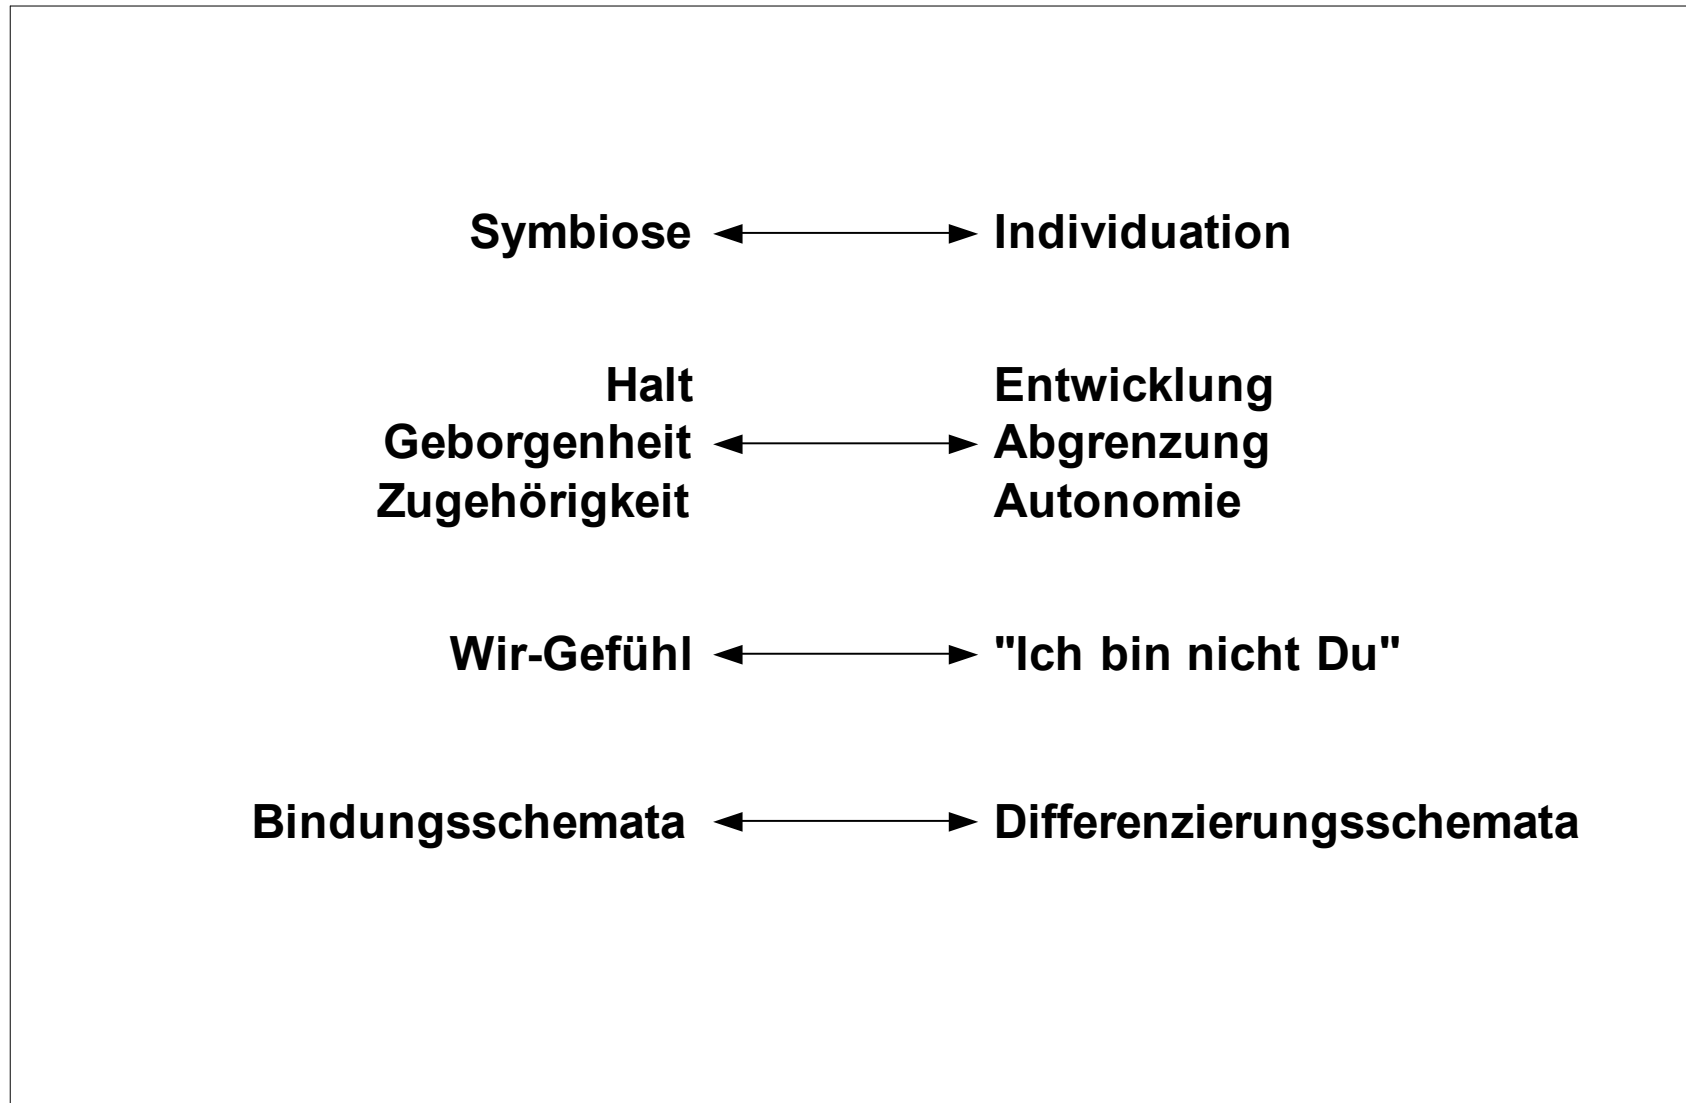 Symbiose Individuation
Halt Entwicklung
Geborgenheit Abgrenzung
Zugehörigkeit Autonomie
Wir-Gefühl "Ich bin nicht Du"
Bindungsschemata Differenzierungsschemata